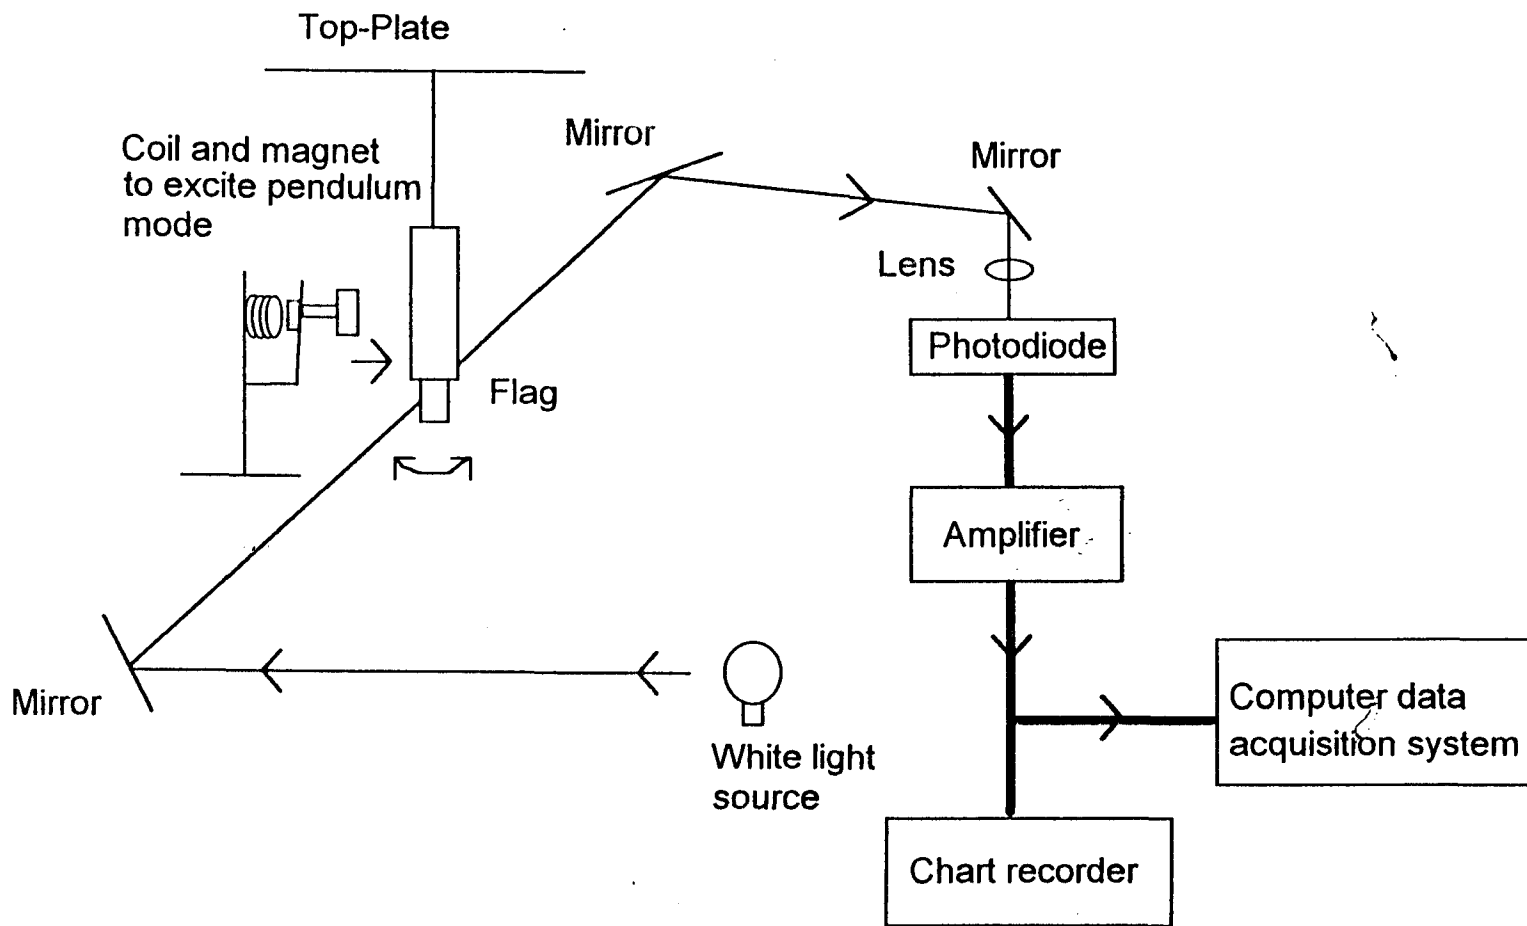 Top-Plate
Coil and magnet
to excite pendulum
mode
Mirror
Mirror
Lens
Photodiode
Flag
Amplifier
Mirror
White light
source
Computer data
acquisition system
Chart recorder